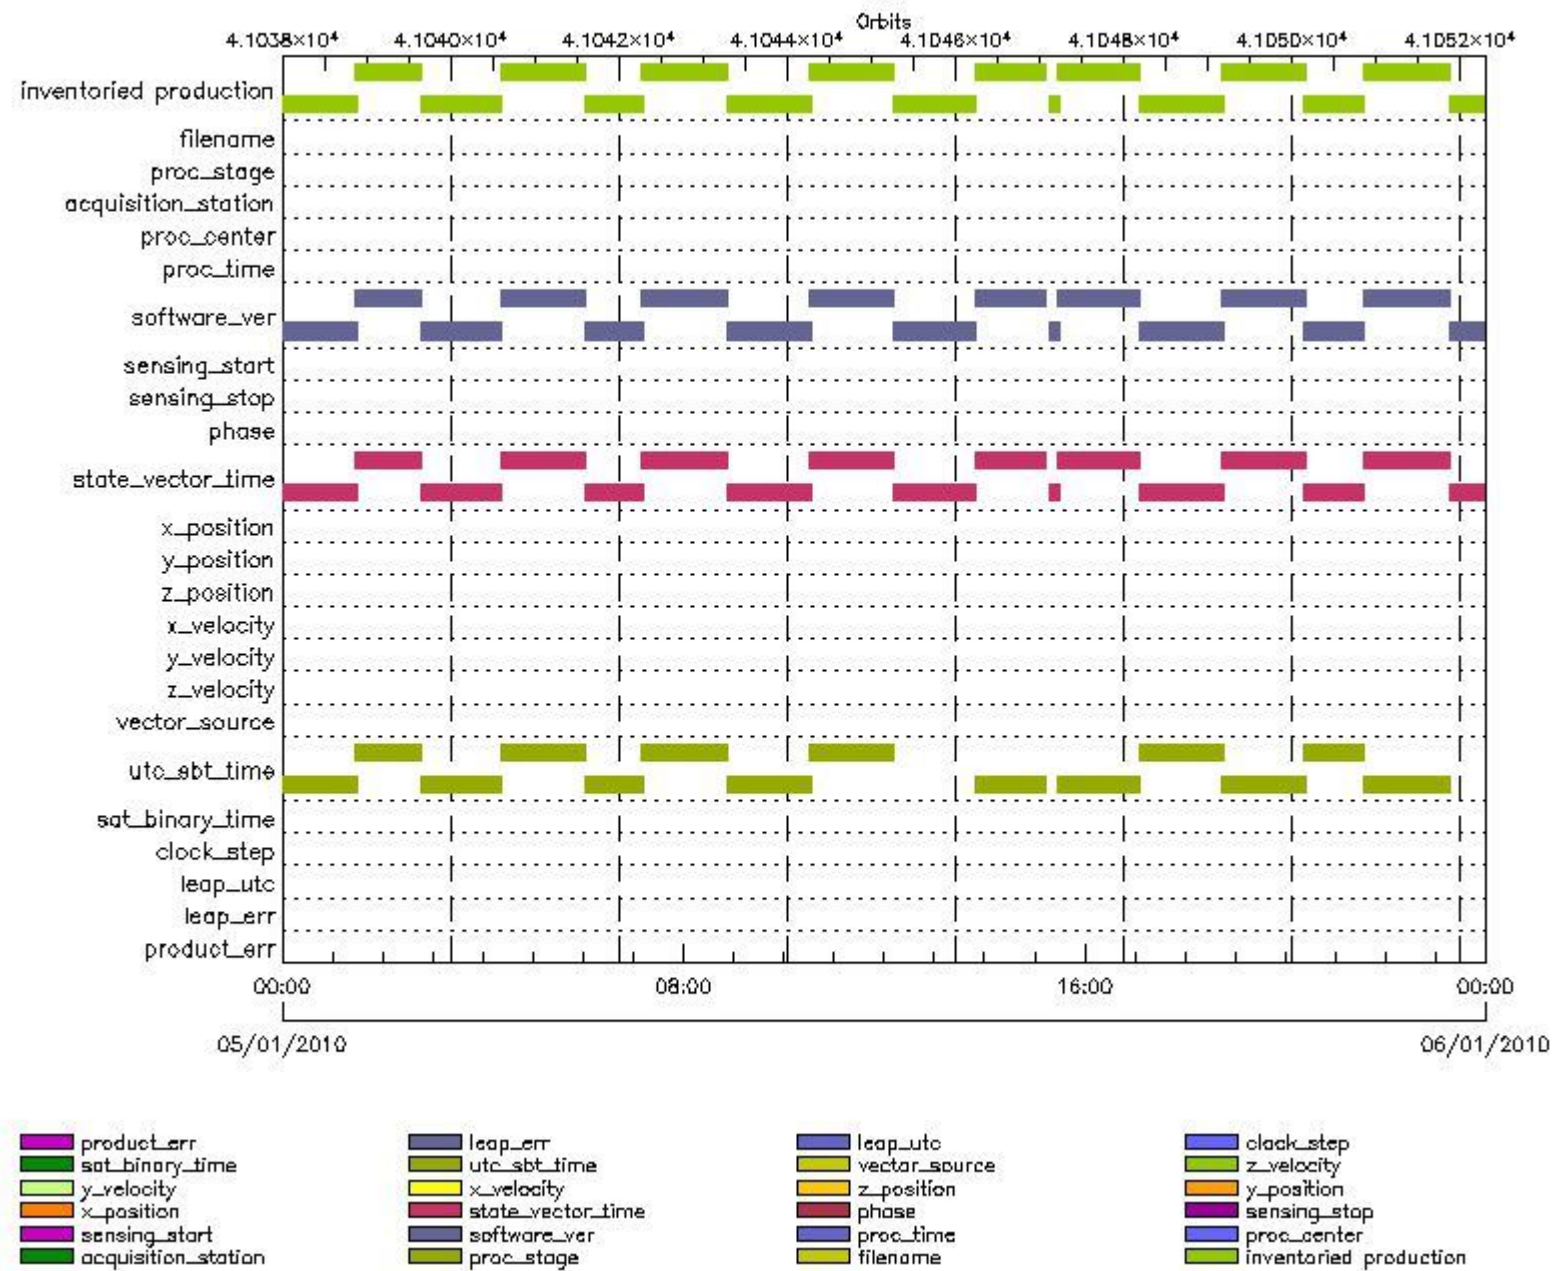 Orbits
4.1038×10⁴ 4.1040×10⁴ 4.1042×10⁴ 4.1044×10⁴ 4.1046×10⁴ 4.1048×10⁴ 4.1050×10⁴ 4.1052×10⁴
inventoried production
filename
proc_stage
acquisition_station
proc_center
proc_time
software_ver
sensing_start
sensing_stop
phase
state_vector_time
x_position
y_position
z_position
x_velocity
y_velocity
z_velocity
vector_source
utc_sbt_time
sat_binary_time
clock_step
leap_utc
leap_err
product_err
00:00 08:00 16:00 00:00
05/01/2010 06/01/2010
product_err leap_err leap_utc clock_step
sat_binary_time utc_sbt_time vector_source z_velocity
y_velocity x_velocity z_position y_position
x_position state_vector_time phase sensing_stop
sensing_start software_ver proc_time proc_center
acquisition_station proc_stage filename inventoried production